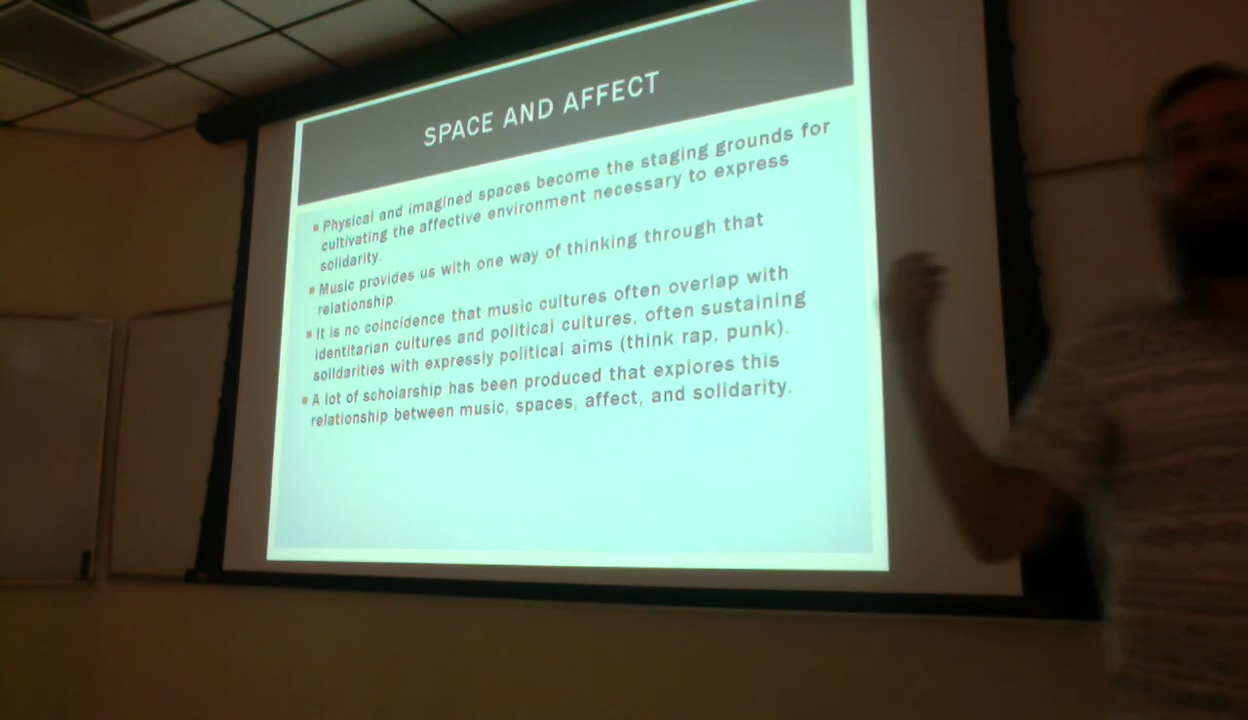 SPACE AND AFFECT
Physical and imagined spaces become the staging grounds for
cultivating the affective environment necessary to express
solidarity.
Music provides us with one way of thinking through that
relationship.
It is no coincidence that music cultures often overlap with
identitarian cultures and political cultures, often sustaining
solidarities with expressly political aims (think rap, punk).
A lot of scholarship has been produced that explores this
relationship between music, spaces, affect, and solidarity.